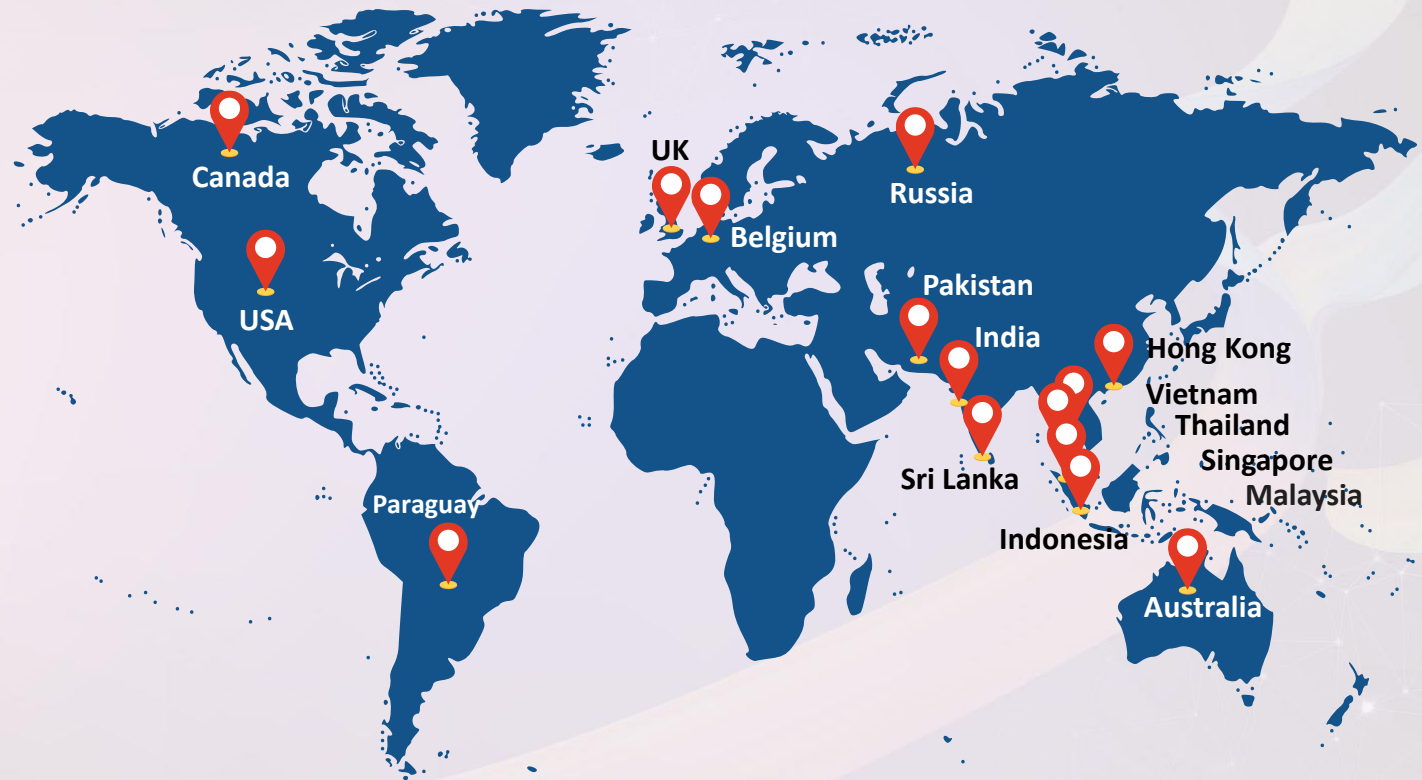 Canada
UK
Russia
Belgium
USA
Pakistan
India
Hong Kong
Vietnam
Thailand
Singapore
Sri Lanka
Malaysia
Paraguay
Indonesia
Australia